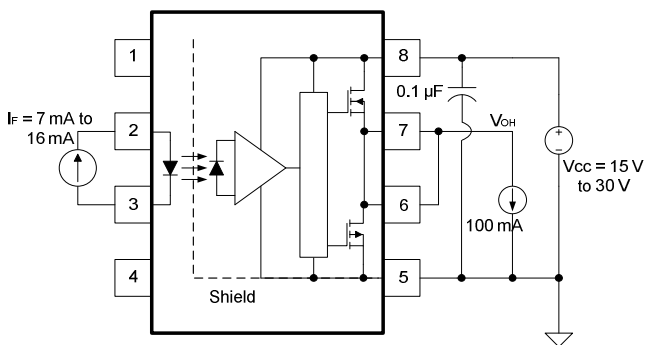 1
8
0.1 µF
IF = 7 mA to
16 mA
2
7
VOH
+
−
VCC = 15 V
to 30 V
3
6
100 mA
4
5
Shield